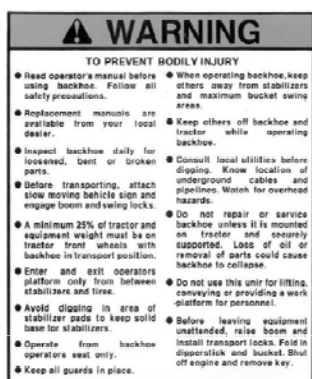 WARNING
TO PREVENT BODILY INJURY
Read operator's manual before
using backhoe. Follow all
safety precautions.
Replacement manuals are
available from your local
dealer.
Inspect backhoe daily for
loosened, bent or broken
parts.
Before transporting, attach
slow moving vehicle sign and
engage boom and swing locks.
A minimum 25% of tractor and
equipment weight must be on
tractor front wheels with
backhoe in transport position.
Enter and exit operators
platform only from between
stabilizers and tires.
Avoid digging in area of
stabilizer pads to keep solid
base for stabilizers.
Operate from backhoe
operators seat only.
Keep all guards in place.
When operating backhoe, keep
others away from stabilizers
and maximum bucket swing
areas.
Keep others off backhoe and
tractor while operating
backhoe.
Consult local utilities before
digging. Know location of
underground cables and
pipelines. Watch for overhead
hazards.
Do not repair or service
backhoe unless it is mounted
on tractor and securely
supported. Loss of oil or
removal of parts could cause
backhoe to collapse.
Do not use this unir for lifting,
conveying or providing a work
platform for personnel.
Before leaving equipment
unattended, raise boom and
install transport locks. Fold in
dipperstick and bucket. Shut
off engine and remove key.